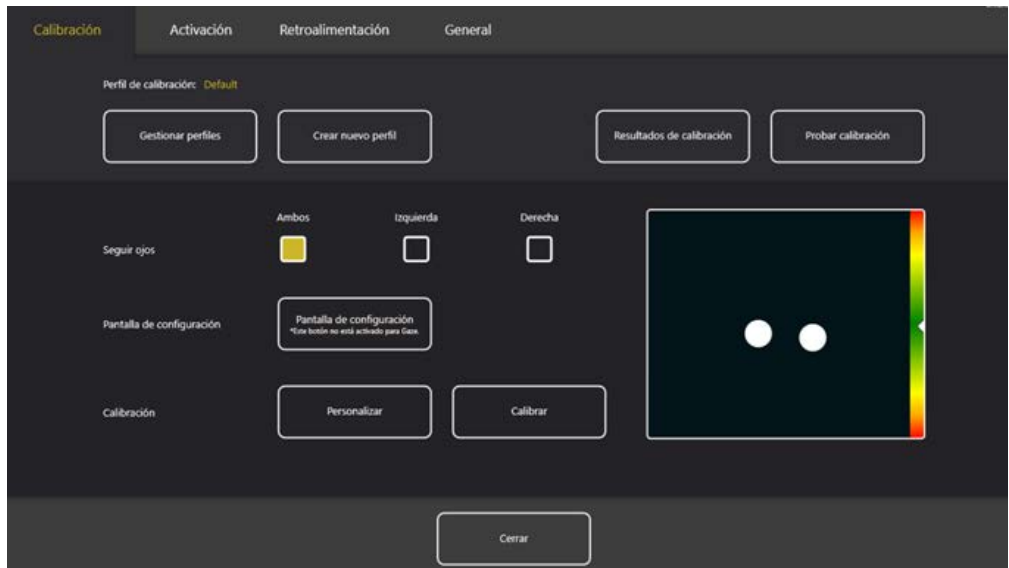 Calibración Activación Retroalimentación General
Perfil de calibración: Default
Gestionar perfiles Crear nuevo perfil Resultados de calibración Probar calibración
Ambos Izquierda Derecha
Seguir ojos
Pantalla de configuración
Pantalla de configuración
*Este botón no está activado para Gaze.
Calibración Personalizar Calibrar
Cerrar